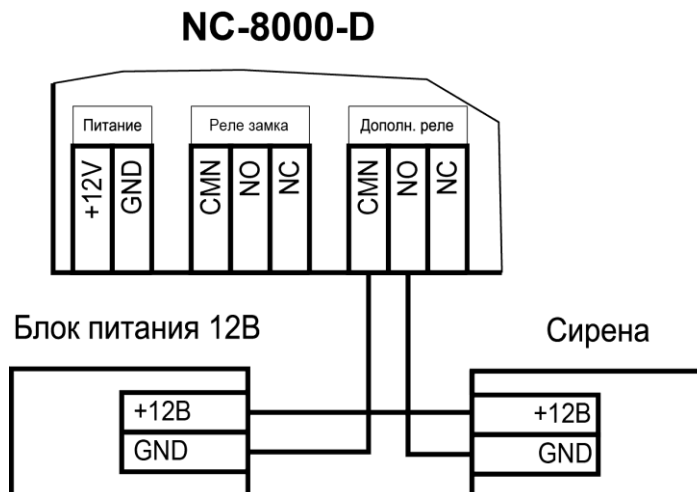 NC-8000-D
Питание Реле замка Дополн. реле
+12V GND CMN NO NC CMN NO NC
Блок питания 12В Сирена
+12В +12В
GND GND